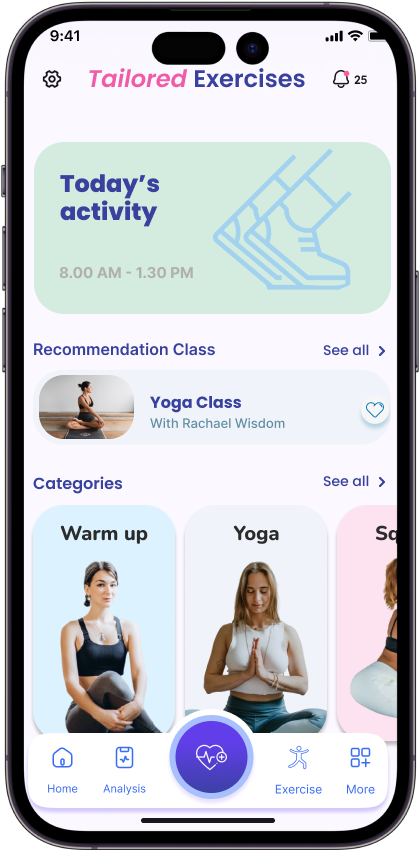 9:41
Tailored Exercises
25
Today's
activity
8.00 AM - 1.30 PM
Recommendation Class
See all
Yoga Class
With Rachael Wisdom
Categories
See all
Warm up
Yoga
Sq
Home
Analysis
Exercise
More